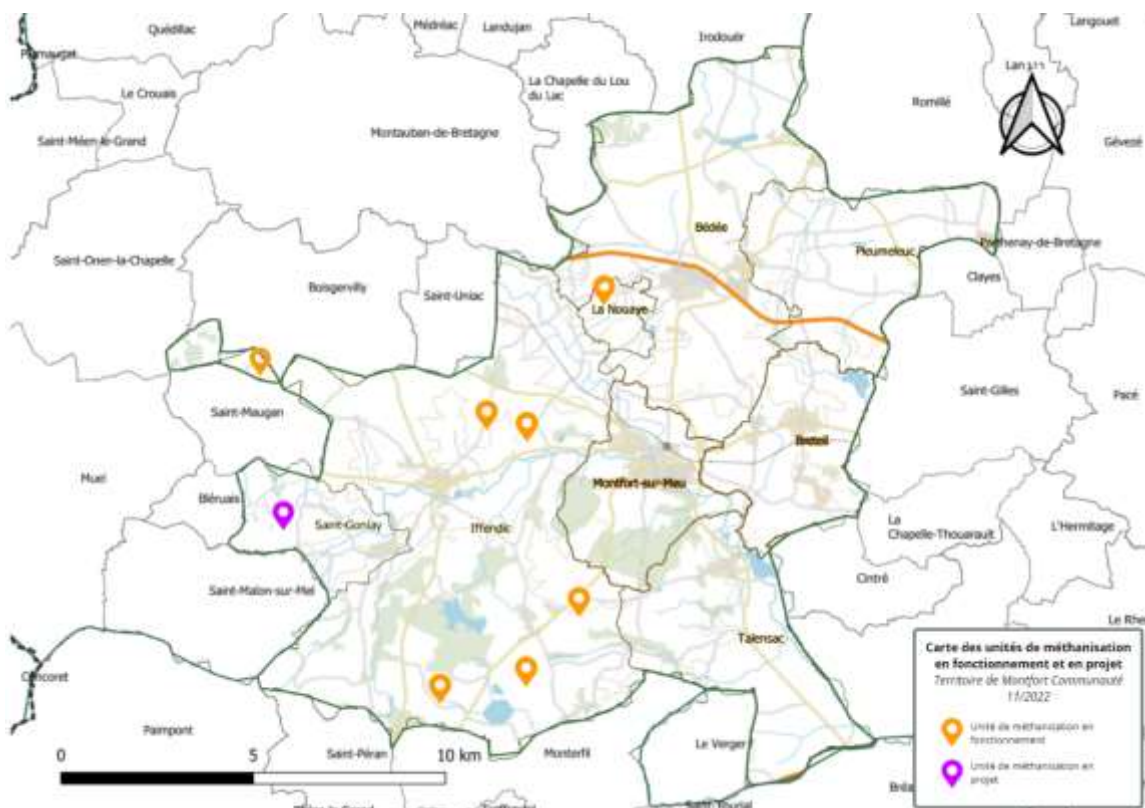 Médréac
Landujan
Langouet
Quédillac
Irodouër
Plumaugat
La Chapelle du Lou
du Lac
Le Crouais
Romillé
Montauban-de-Bretagne
Saint-Méen-le-Grand
Gévezé
Bédée
Parthenay-de-Bretagne
Pleumeleuc
Saint-Onen-la-Chapelle
Clayes
Boisgervilly
Saint-Uniac
La Nouaye
Saint-Gilles
Pacé
Saint-Maugan
Breteil
Muel
Montfort-sur-Meu
Bléruais
Saint-Gonlay
Iffendic
La
Chapelle-Thouarault
L'Hermitage
Cintré
Saint-Malon-sur-Mel
Le Rhe
Talensac
Concoret
Paimpont
Saint-Péran
Monterfil
Le Verger
Bréa
0
5
10 km
Carte des unités de méthanisation
en fonctionnement et en projet
Territoire de Montfort Communauté
11/2022
Unité de méthanisation en
fonctionnement
Unité de méthanisation en
projet